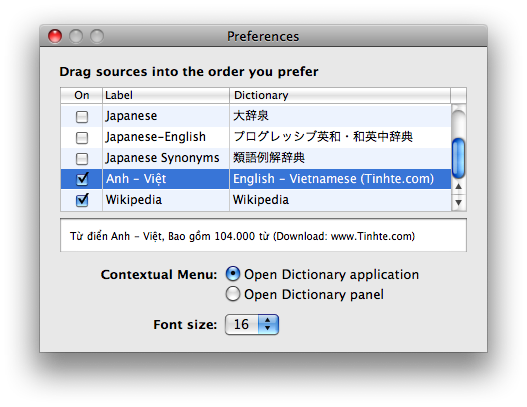 Preferences
Drag sources into the order you prefer
On Label Dictionary
Japanese 大辞泉
Japanese-English プログレッシブ英和・和英中辞典
Japanese Synonyms 類語例解辞典
Anh - Việt English - Vietnamese (Tinhte.com)
Wikipedia Wikipedia
Từ điển Anh - Việt, Bao gồm 104.000 từ (Download: www.Tinhte.com)
Contextual Menu: Open Dictionary application
Open Dictionary panel
Font size: 16